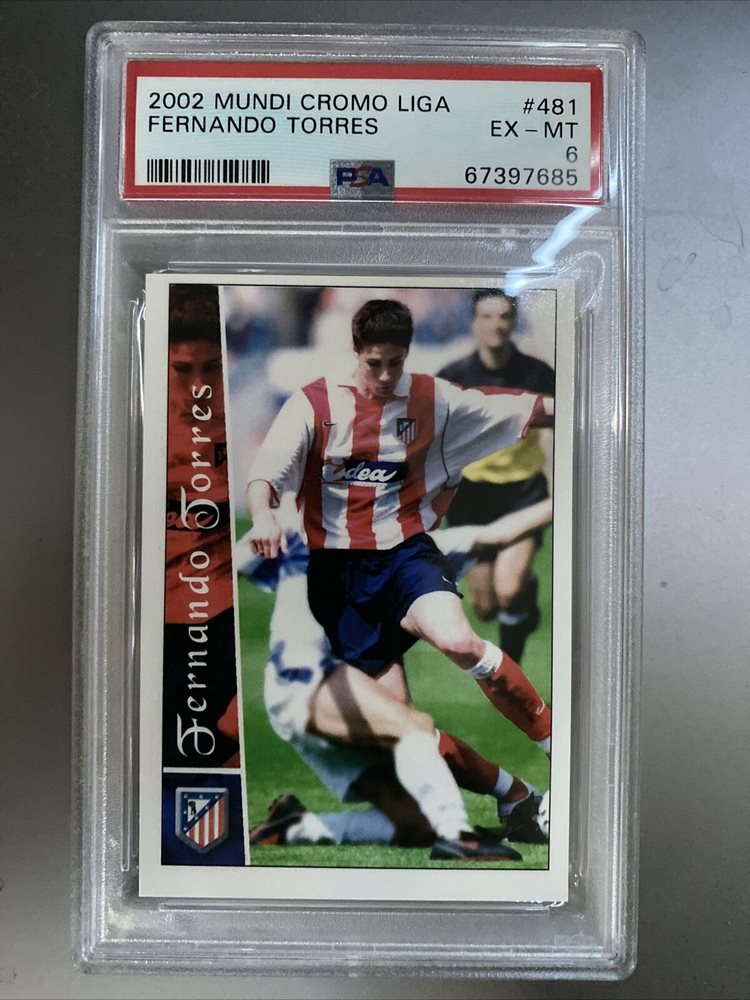 2002 MUNDI CROMO LIGA #481
FERNANDO TORRES EX - MT
6
PSA 67397685
Fernando Torres
idea